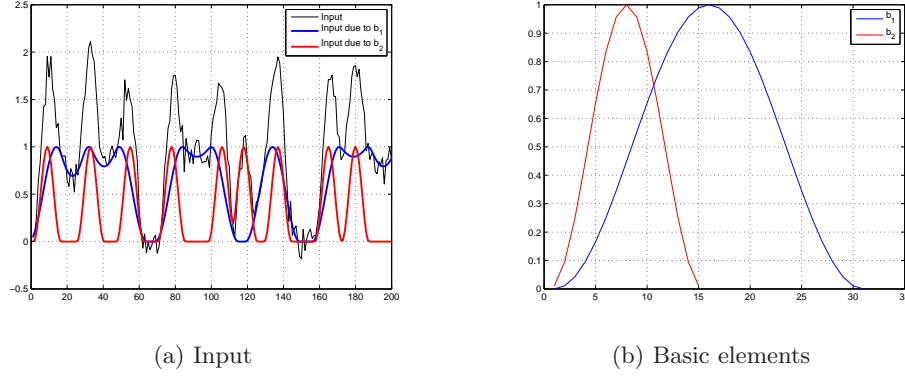 2.5
2
1.5
1
0.5
0
−0.5
0 20 40 60 80 100 120 140 160 180 200
Input
Input due to b1
Input due to b2
(a) Input
1
0.9
0.8
0.7
0.6
0.5
0.4
0.3
0.2
0.1
0
0 5 10 15 20 25 30 35
b1
b2
(b) Basic elements